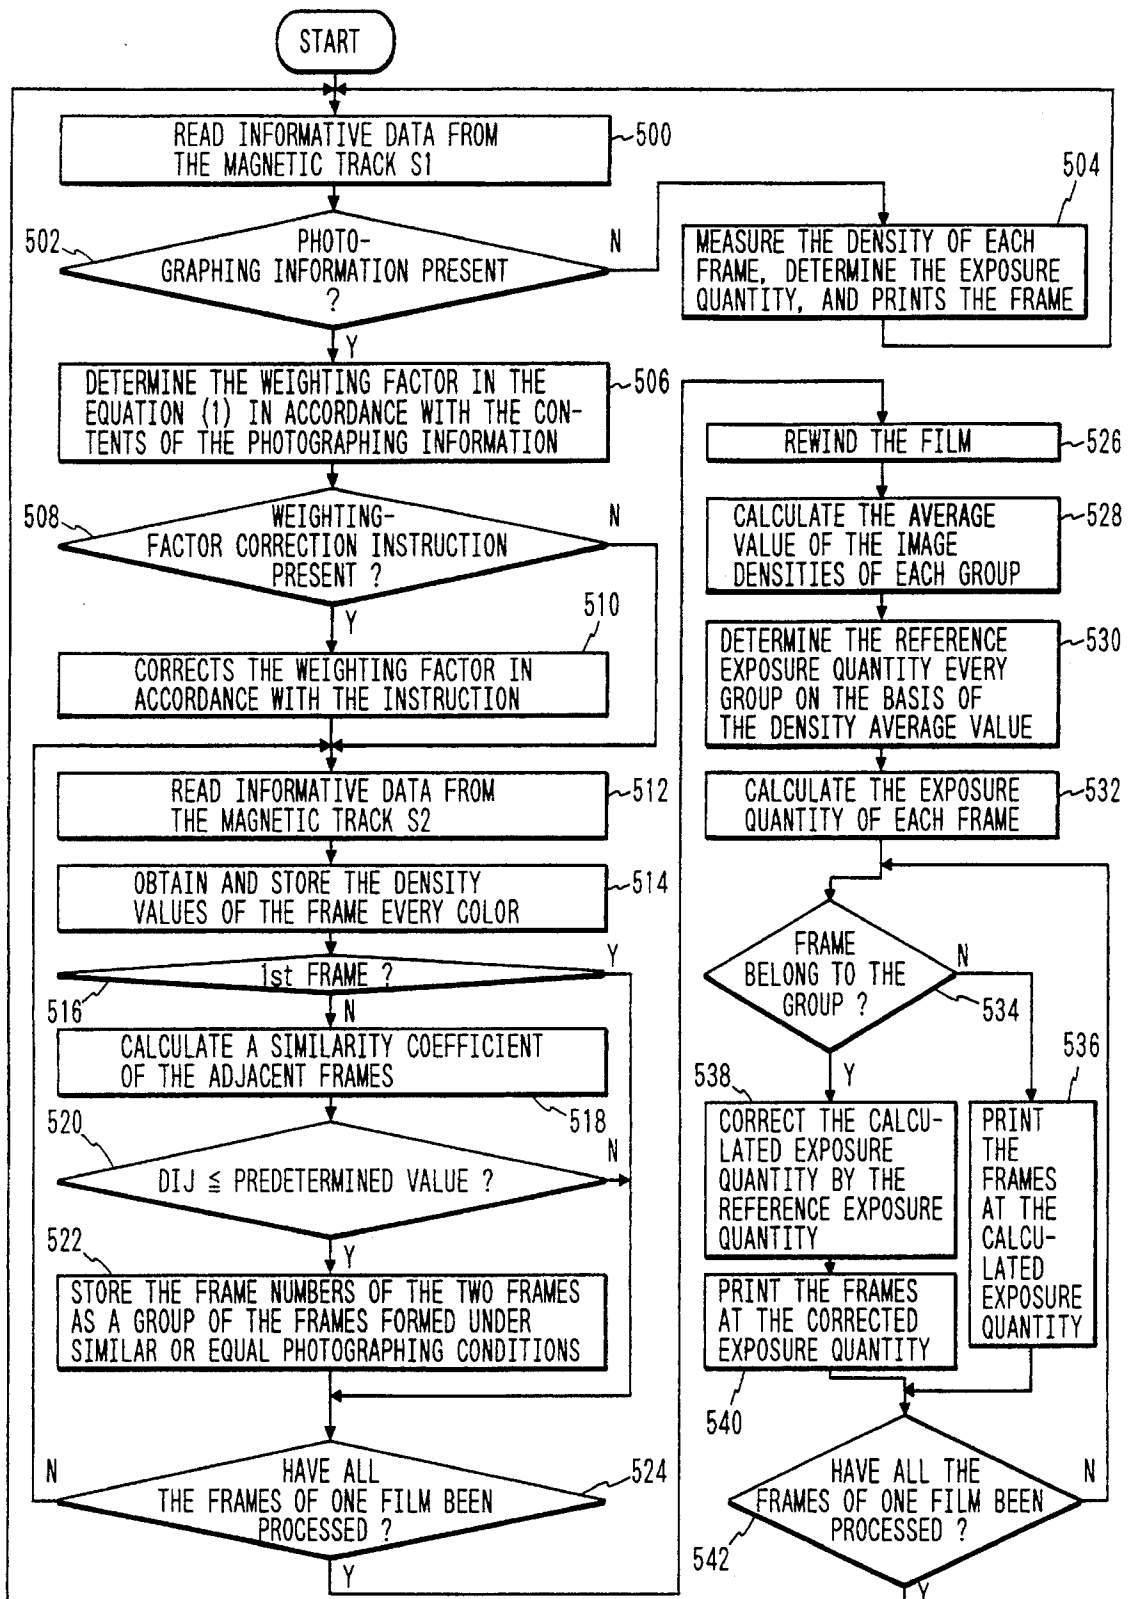 START
READ INFORMATIVE DATA FROM
THE MAGNETIC TRACK S1
500
502
PHOTO-
GRAPHING INFORMATION PRESENT
?
N
Y
504
MEASURE THE DENSITY OF EACH
FRAME, DETERMINE THE EXPOSURE
QUANTITY, AND PRINTS THE FRAME
DETERMINE THE WEIGHTING FACTOR IN THE
EQUATION (1) IN ACCORDANCE WITH THE CON-
TENTS OF THE PHOTOGRAPHING INFORMATION
506
508
WEIGHTING-
FACTOR CORRECTION INSTRUCTION
PRESENT ?
N
Y
510
CORRECTS THE WEIGHTING FACTOR IN
ACCORDANCE WITH THE INSTRUCTION
READ INFORMATIVE DATA FROM
THE MAGNETIC TRACK S2
512
OBTAIN AND STORE THE DENSITY
VALUES OF THE FRAME EVERY COLOR
514
1st FRAME ?
Y
516
N
CALCULATE A SIMILARITY COEFFICIENT
OF THE ADJACENT FRAMES
518
520
DIJ ≦ PREDETERMINED VALUE ?
N
Y
522
STORE THE FRAME NUMBERS OF THE TWO FRAMES
AS A GROUP OF THE FRAMES FORMED UNDER
SIMILAR OR EQUAL PHOTOGRAPHING CONDITIONS
N
HAVE ALL
THE FRAMES OF ONE FILM BEEN
PROCESSED ?
524
Y
REWIND THE FILM
526
CALCULATE THE AVERAGE
VALUE OF THE IMAGE
DENSITIES OF EACH GROUP
528
DETERMINE THE REFERENCE
EXPOSURE QUANTITY EVERY
GROUP ON THE BASIS OF
THE DENSITY AVERAGE VALUE
530
CALCULATE THE EXPOSURE
QUANTITY OF EACH FRAME
532
FRAME
BELONG TO THE
GROUP ?
N
534
Y
536
PRINT
THE
FRAMES
AT THE
CALCU-
LATED
EXPOSURE
QUANTITY
538
CORRECT THE CALCU-
LATED EXPOSURE
QUANTITY BY THE
REFERENCE EXPOSURE
QUANTITY
PRINT THE FRAMES
AT THE CORRECTED
EXPOSURE QUANTITY
540
HAVE ALL THE
FRAMES OF ONE FILM BEEN
PROCESSED ?
N
542
Y